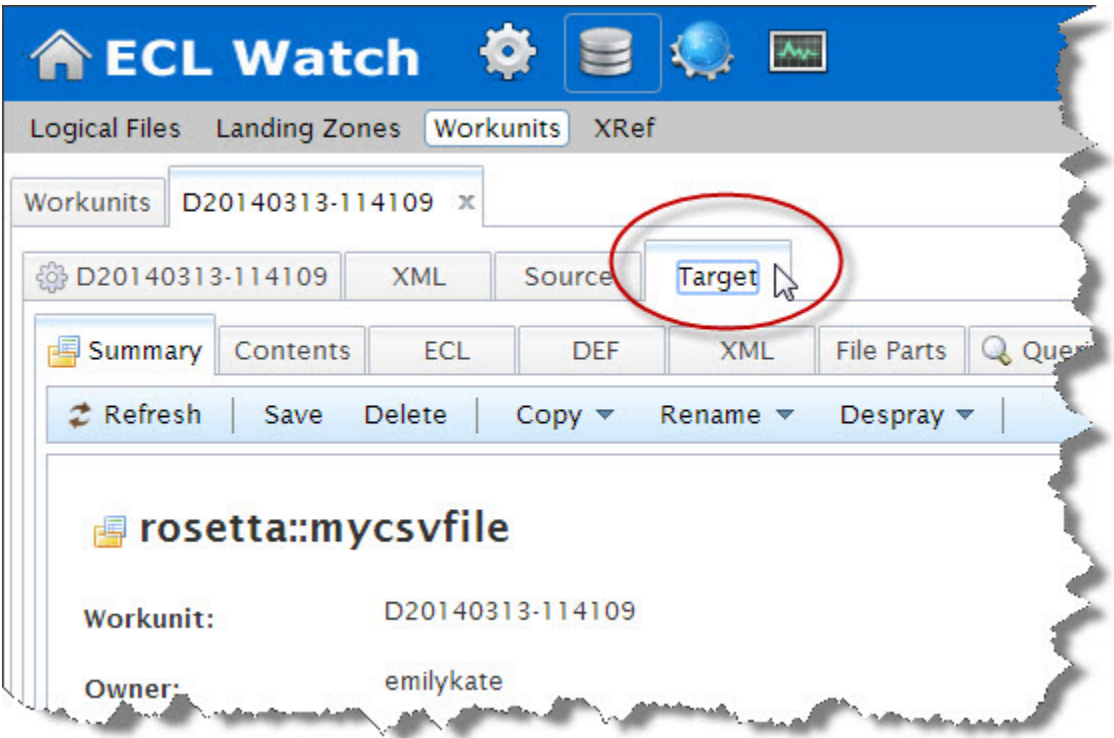 ECL Watch
Logical Files Landing Zones Workunits XRef
Workunits D20140313-114109 x
D20140313-114109 XML Source Target
Summary Contents ECL DEF XML File Parts
Refresh Save Delete Copy Rename Despray
rosetta::mycsvfile
Workunit: D20140313-114109
Owner: emilykate